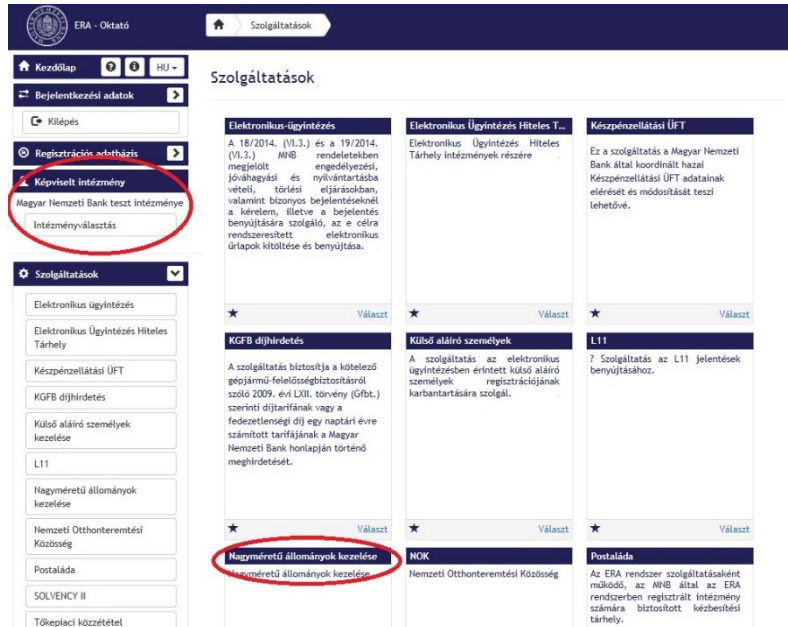 ERA - Oktató
Szolgáltatások
Kezdőlap
HU
Bejelentkezési adatok
Kilépés
Regisztrációs adatbázis
Képviselt intézmény
Magyar Nemzeti Bank teszt intézménye
Intézményválasztás
Szolgáltatások
Elektronikus ügyintézés
Elektronikus Ügyintézés Hiteles
Tárhely
Készpénzellátási ÜFT
KGFB díjhirdetés
Külső aláíró személyek
kezelése
L11
Nagyméretű állományok
kezelése
Nemzeti Otthonteremtési
Közösség
Postaláda
SOLVENCY II
Tőkepiaci közzététel
Szolgáltatások
Elektronikus-ügyintézés
A 18/2014. (VI.3.) és a 19/2014.
(VI.3.) MNB rendeletekben
megjelölt engedélyezési,
jóváhagyási és nyilvántartásba
vételi, törlési eljárásokban,
valamint bizonyos bejelentéseknél
a kérelem, illetve a bejelentés
benyújtására szolgáló, az e célra
rendszeresített elektronikus
űrlapok kitöltése és benyújtása.
Választ
Elektronikus Ügyintézés Hiteles T...
Elektronikus Ügyintézés Hiteles
Tárhely intézmények részére
Választ
Készpénzellátási ÜFT
Ez a szolgáltatás a Magyar Nemzeti
Bank által koordinált hazai
Készpénzellátási ÜFT adatainak
elérését és módosítását teszi
lehetővé.
Választ
KGFB díjhirdetés
A szolgáltatás biztosítja a kötelező
gépjármű-felelősségbiztosításról
szóló 2009. évi LXII. törvény (Gfbt.)
szerinti díjtarifának vagy a
fedezetlenségi díj egy naptári évre
számított tarifájának a Magyar
Nemzeti Bank honlapján történő
meghirdetését.
Választ
Külső aláíró személyek
A szolgáltatás az elektronikus
ügyintézésben érintett külső aláíró
személyek regisztrációjának
karbantartására szolgál.
Választ
L11
? Szolgáltatás az L11 jelentések
benyújtásához.
Választ
Nagyméretű állományok kezelése
Nagyméretű állományok kezelése
NOK
Nemzeti Otthonteremtési Közösség
Postaláda
Az ERA rendszer szolgáltatásaként
működő, az MNB által az ERA
rendszerben regisztrált intézmény
számára biztosított kézbesítési
tárhely.